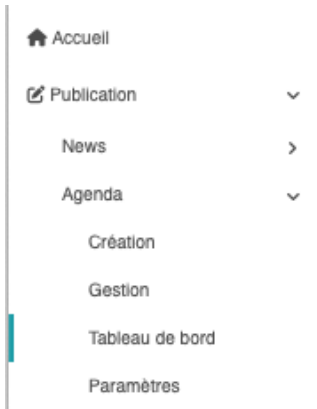 Accueil
Publication
News
Agenda
Création
Gestion
Tableau de bord
Paramètres